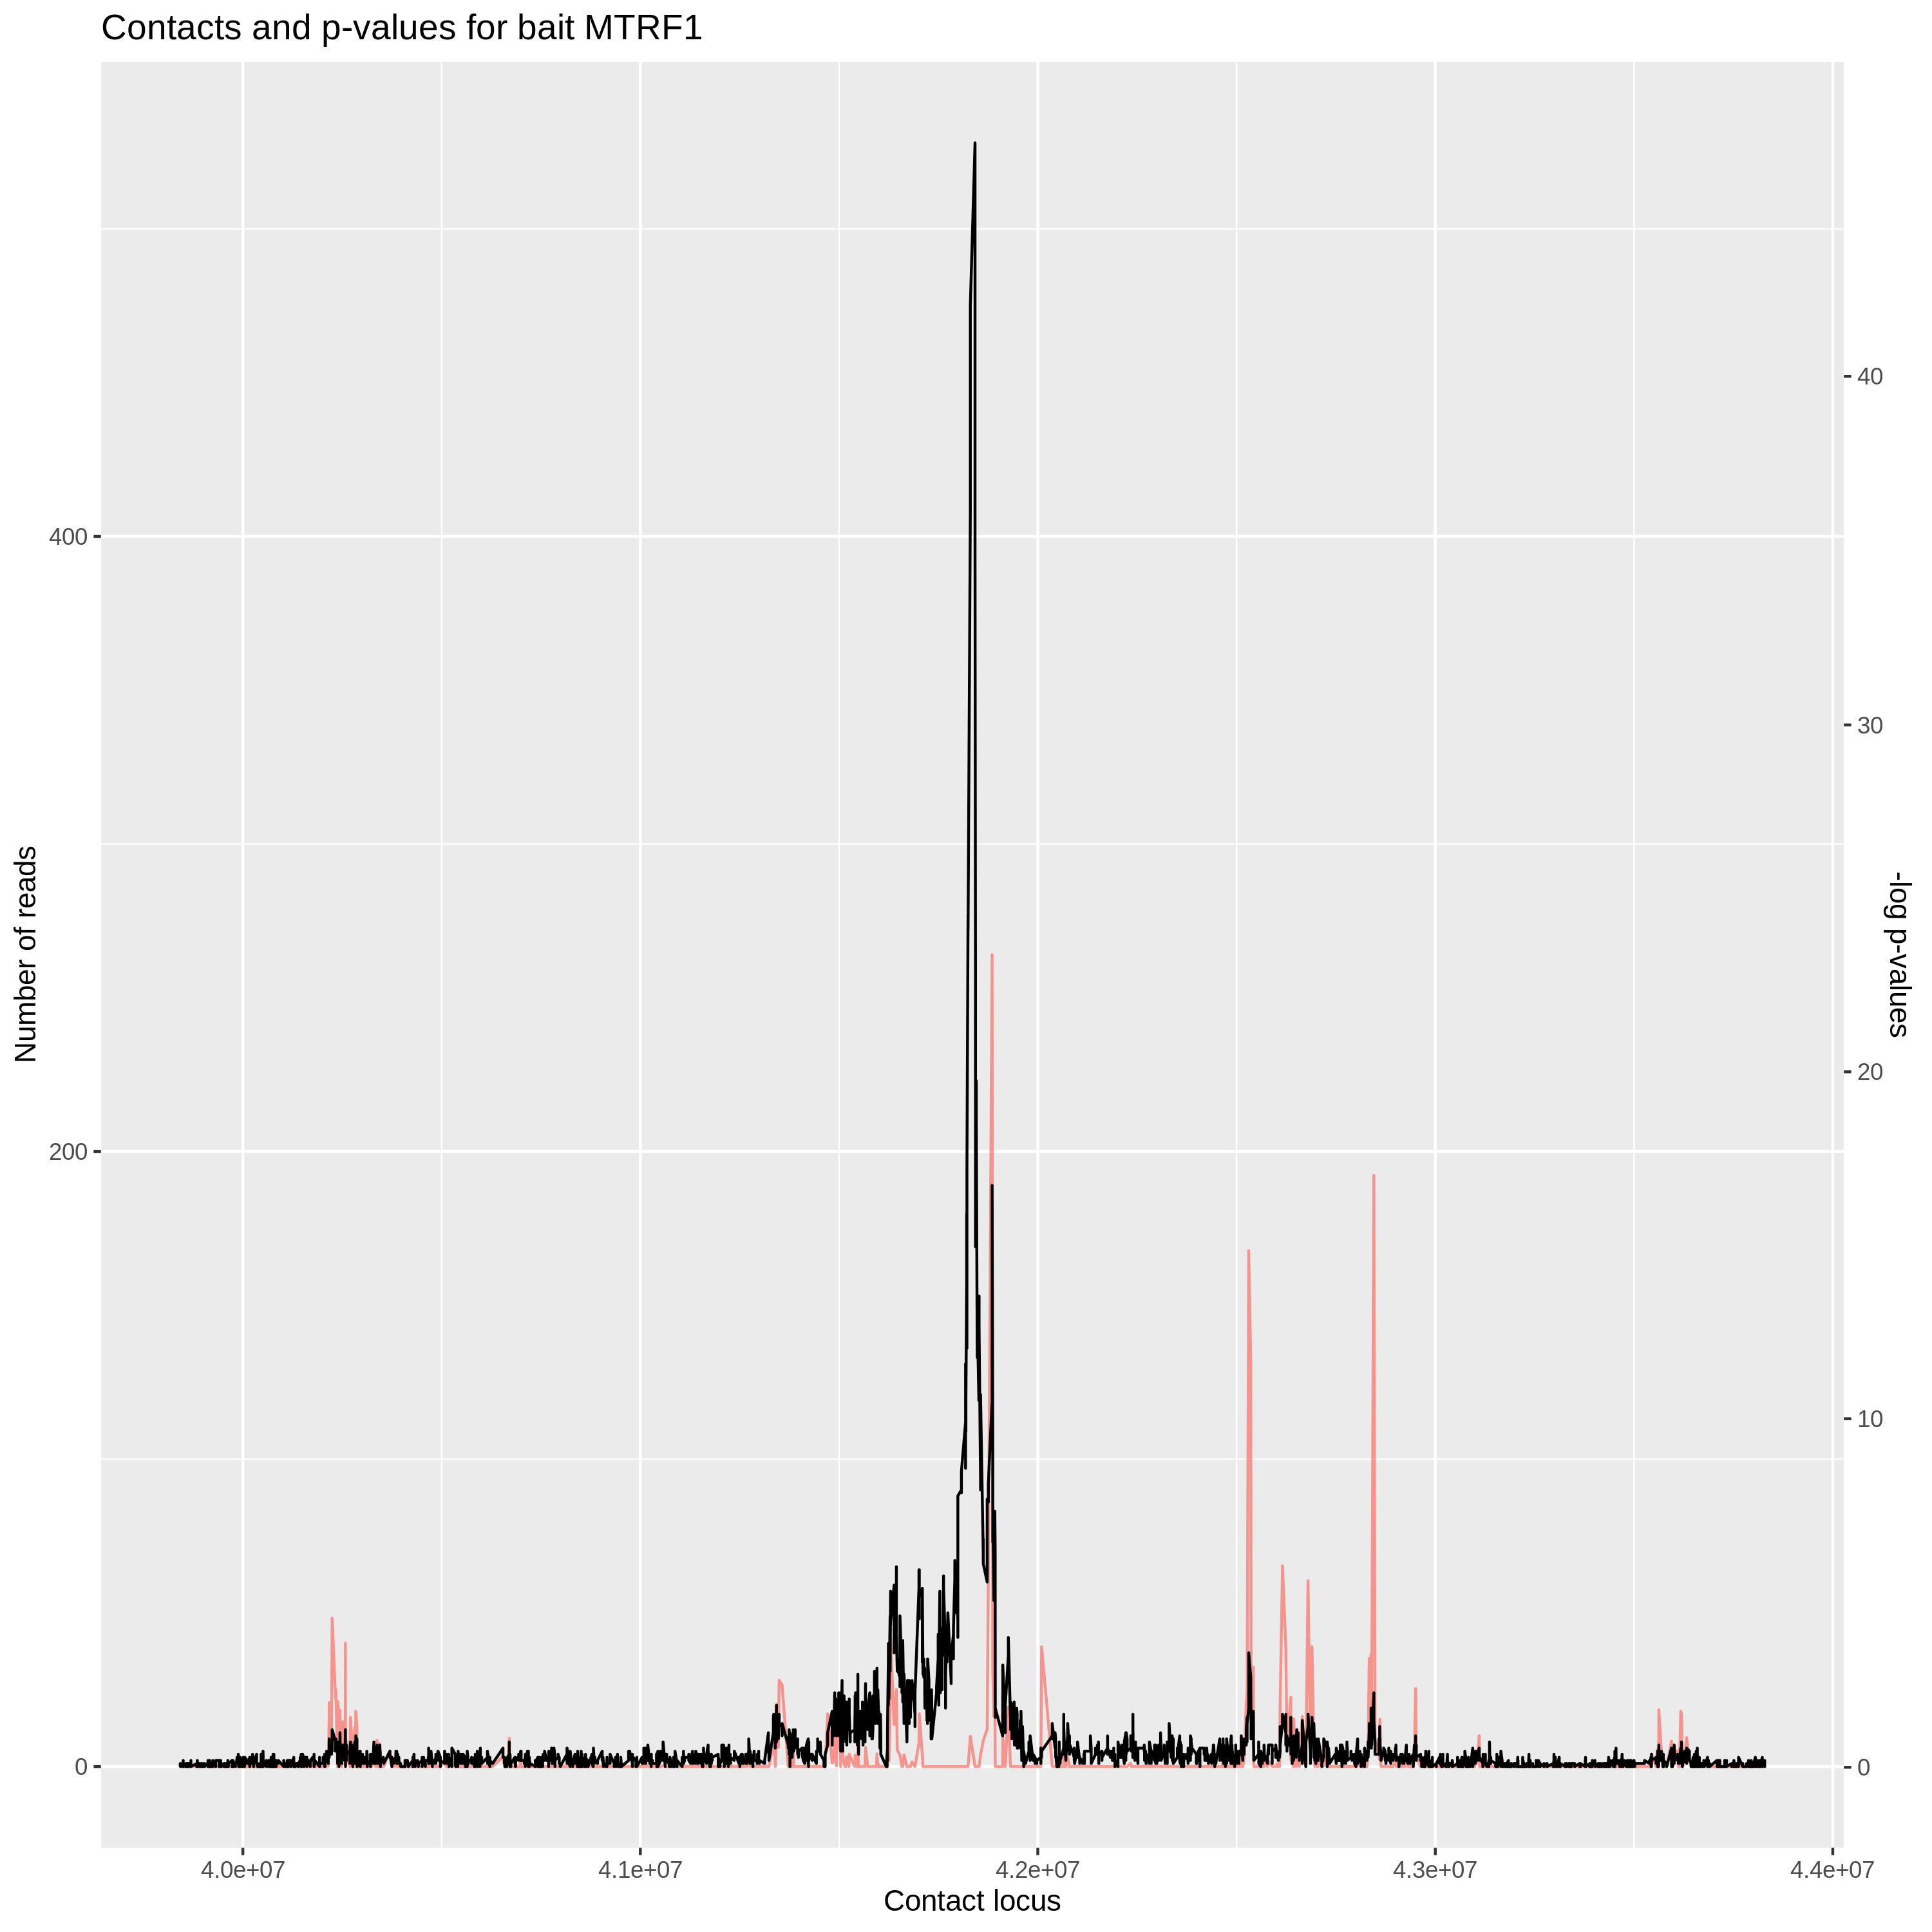 Contacts and p-values for bait MTRF1
Number of reads
400
200
0
40
30
20
10
0
-log p-values
4.0e+07
4.1e+07
4.2e+07
4.3e+07
4.4e+07
Contact locus